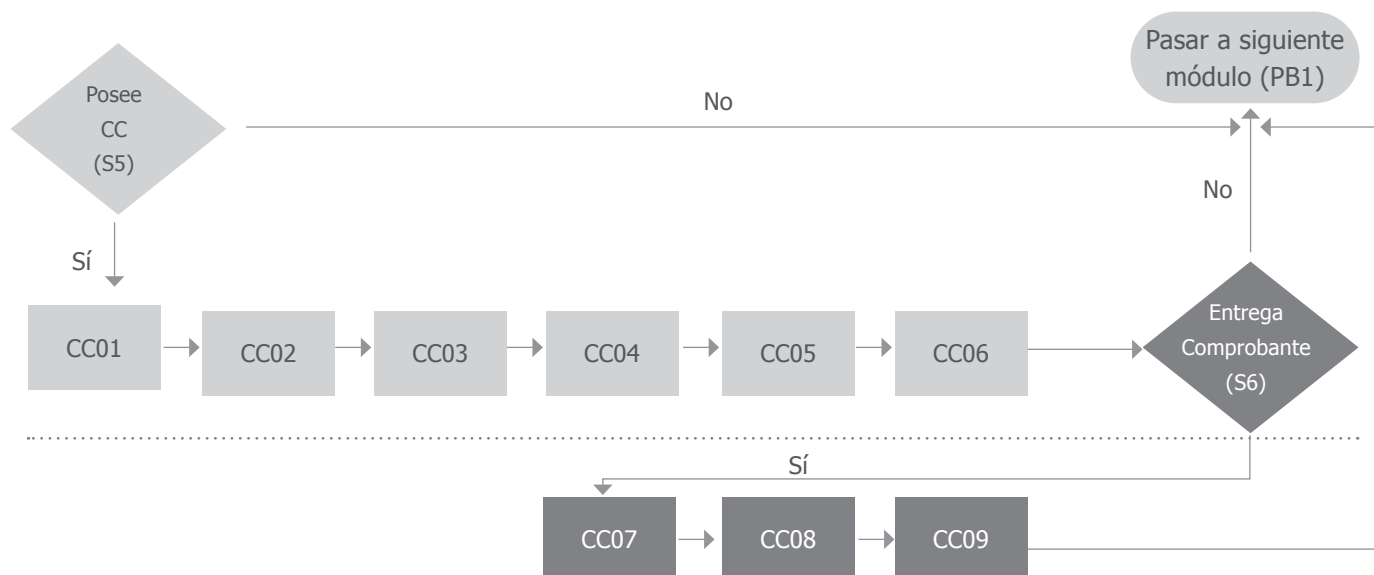 Pasar a siguiente
módulo (PB1)
Posee
CC
(S5)
No
No
Sí
Entrega
Comprobante
(S6)
CC01
CC02
CC03
CC04
CC05
CC06
Sí
CC07
CC08
CC09